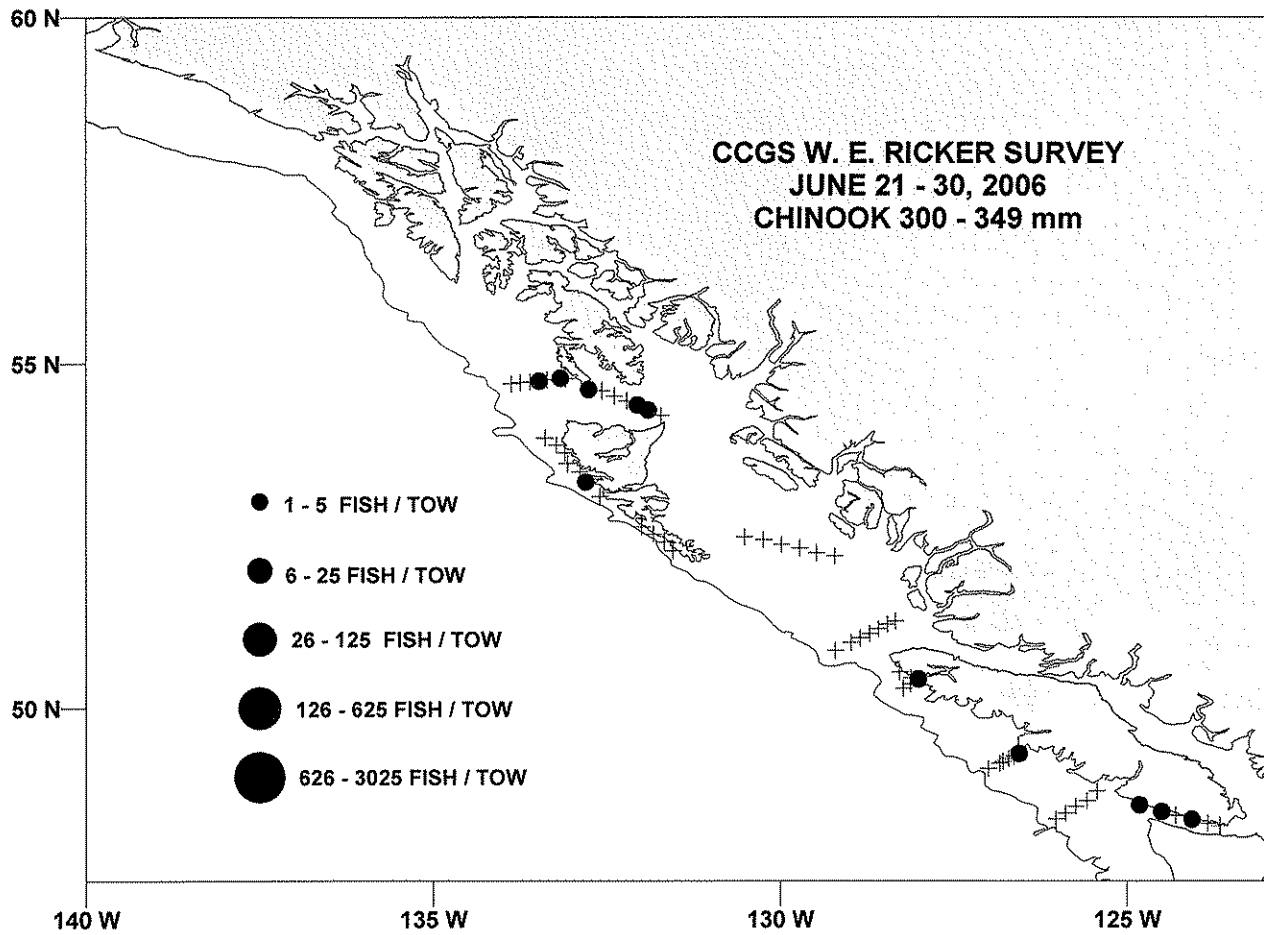 60 N
CCGS W. E. RICKER SURVEY
JUNE 21 - 30, 2006
CHINOOK 300 - 349 mm
55 N
1 - 5 FISH / TOW
6 - 25 FISH / TOW
26 - 125 FISH / TOW
50 N
126 - 625 FISH / TOW
626 - 3025 FISH / TOW
140 W
135 W
130 W
125 W